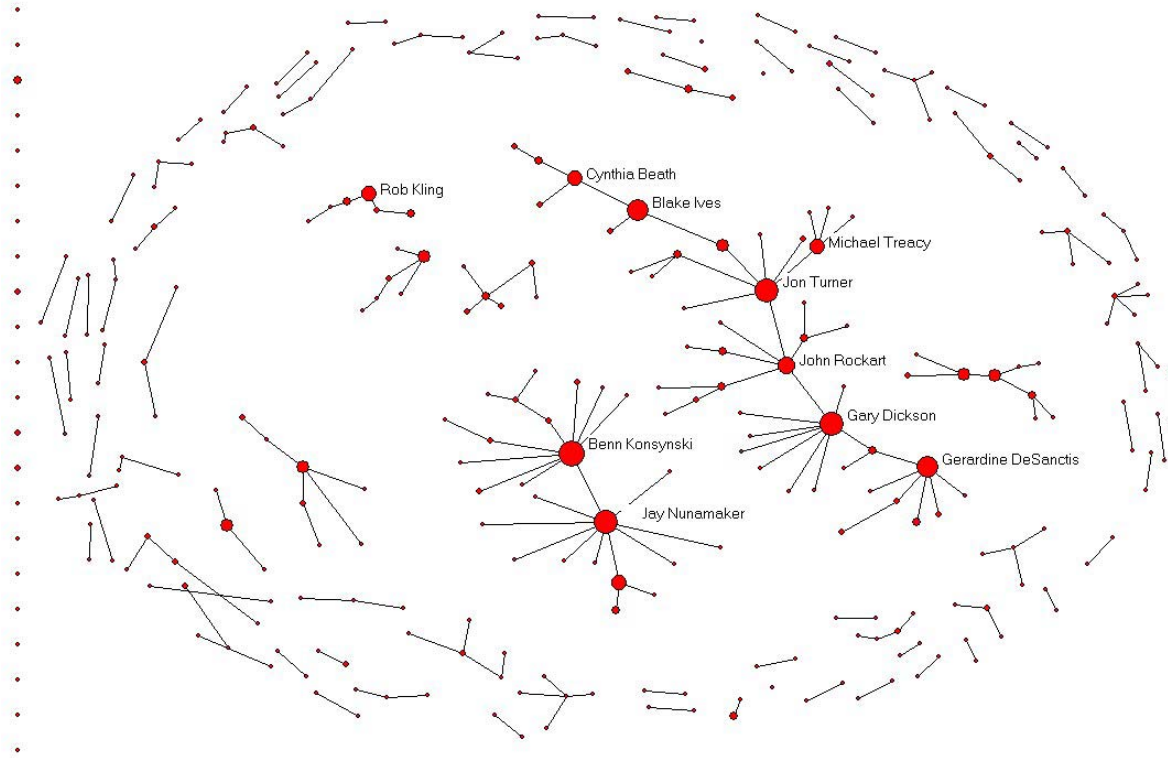 Cynthia Beath
Rob Kling
Blake Ives
Michael Treacy
Jon Turner
John Rockart
Gary Dickson
Benn Konsynski
Gerardine DeSanctis
Jay Nunamaker